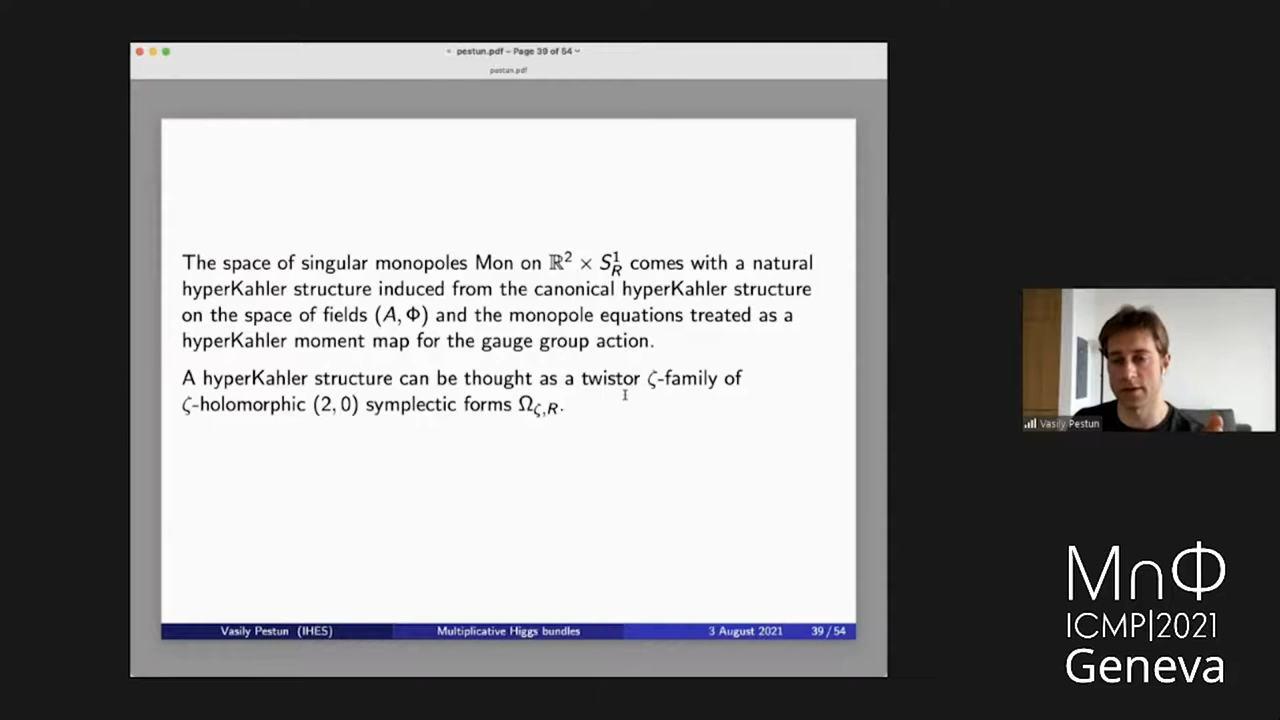 pestun.pdf – Page 39 of 54
pestun.pdf
The space of singular monopoles Mon on ℝ² × S¹_R comes with a natural
hyperKahler structure induced from the canonical hyperKahler structure
on the space of fields (A, Φ) and the monopole equations treated as a
hyperKahler moment map for the gauge group action.
A hyperKahler structure can be thought as a twistor ζ-family of
ζ-holomorphic (2, 0) symplectic forms Ω_{ζ,R}.
Vasily Pestun (IHES)
Multiplicative Higgs bundles
3 August 2021
39 / 54
Vasily Pestun
M∩Φ
ICMP|2021
Geneva